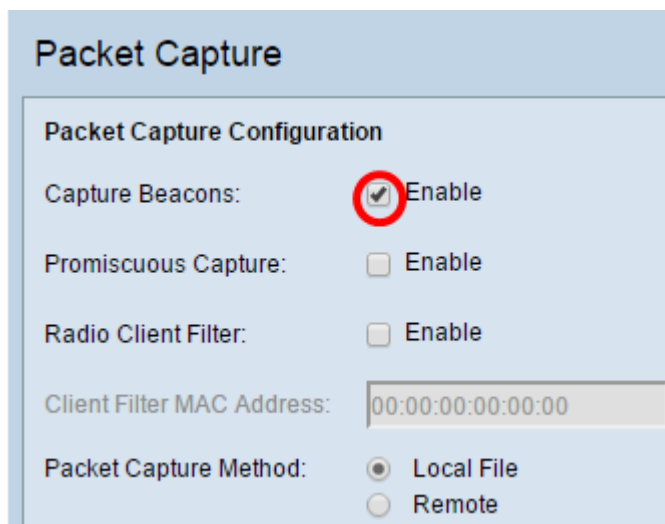 Packet Capture
Packet Capture Configuration
Capture Beacons: Enable
Promiscuous Capture: Enable
Radio Client Filter: Enable
Client Filter MAC Address: 00:00:00:00:00:00
Packet Capture Method: Local File
Remote